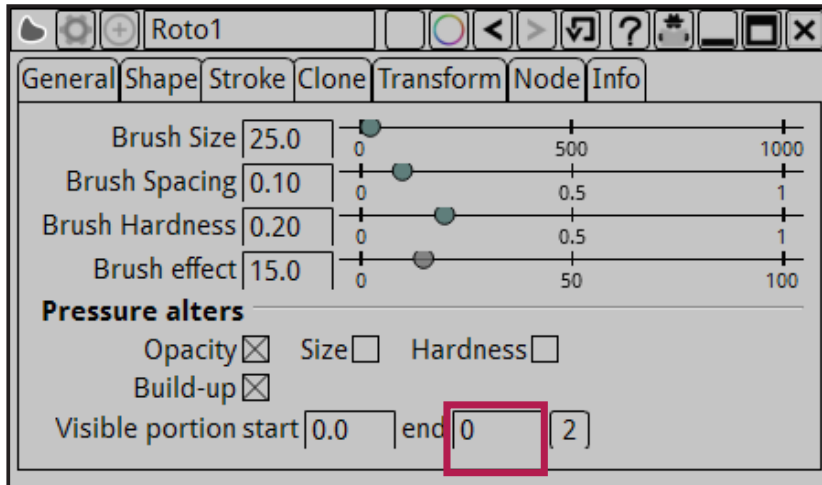 Roto1 ?
General Shape Stroke Clone Transform Node Info
Brush Size 25.0 0 500 1000
Brush Spacing 0.10 0 0.5 1
Brush Hardness 0.20 0 0.5 1
Brush effect 15.0 0 50 100
Pressure alters
Opacity Size Hardness
Build-up
Visible portion start 0.0 end 0 2